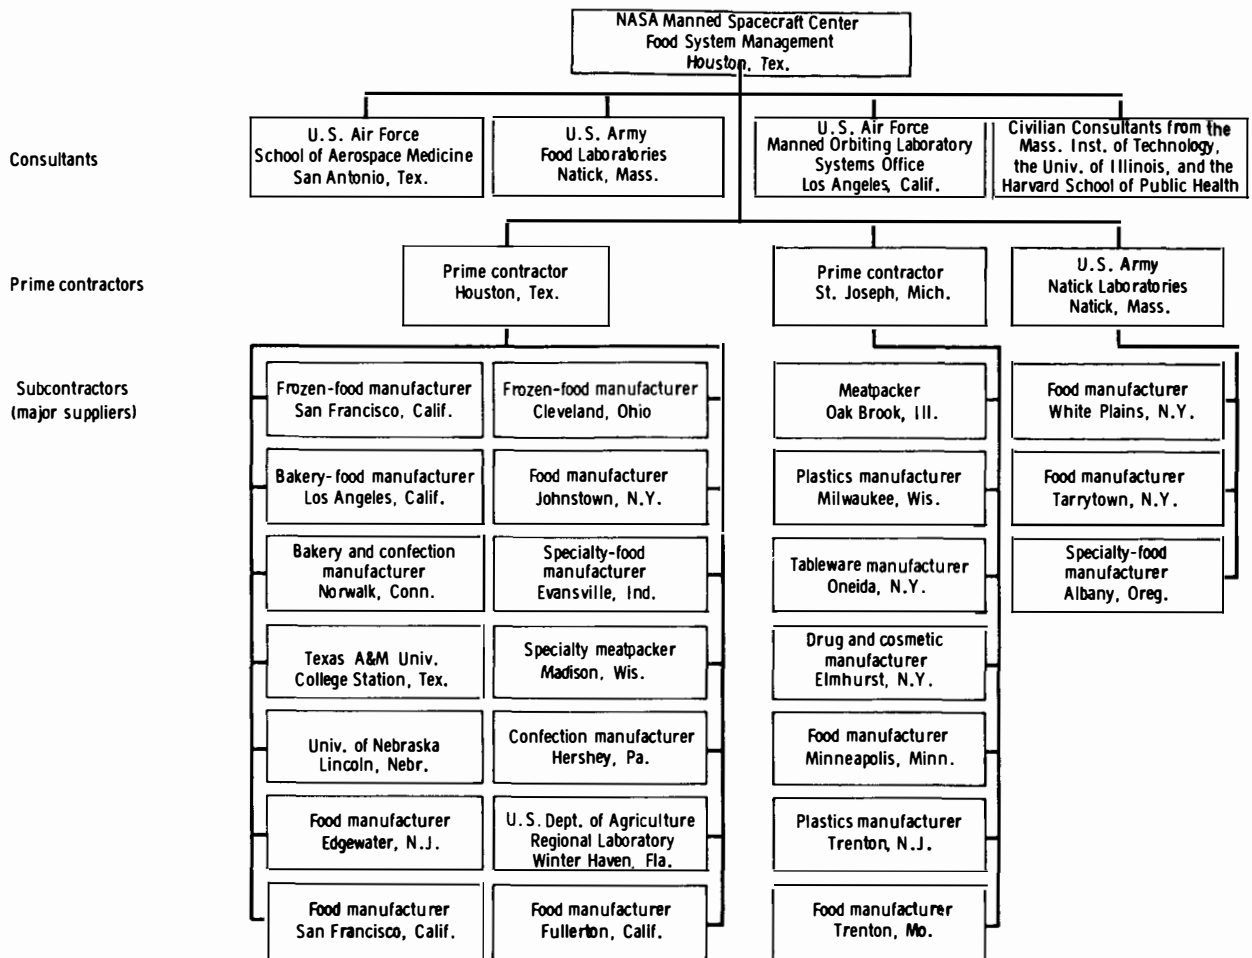 NASA Manned Spacecraft Center
Food System Management
Houston, Tex.
Consultants
U.S. Air Force
School of Aerospace Medicine
San Antonio, Tex.
U.S. Army
Food Laboratories
Natick, Mass.
U.S. Air Force
Manned Orbiting Laboratory
Systems Office
Los Angeles, Calif.
Civilian Consultants from the
Mass. Inst. of Technology,
the Univ. of Illinois, and the
Harvard School of Public Health
Prime contractors
Prime contractor
Houston, Tex.
Prime contractor
St. Joseph, Mich.
U.S. Army
Natick Laboratories
Natick, Mass.
Subcontractors
(major suppliers)
Frozen-food manufacturer
San Francisco, Calif.
Frozen-food manufacturer
Cleveland, Ohio
Meatpacker
Oak Brook, Ill.
Food manufacturer
White Plains, N.Y.
Bakery-food manufacturer
Los Angeles, Calif.
Food manufacturer
Johnstown, N.Y.
Plastics manufacturer
Milwaukee, Wis.
Food manufacturer
Tarrytown, N.Y.
Bakery and confection
manufacturer
Norwalk, Conn.
Specialty-food
manufacturer
Evansville, Ind.
Tableware manufacturer
Oneida, N.Y.
Specialty-food
manufacturer
Albany, Oreg.
Texas A&M Univ.
College Station, Tex.
Specialty meatpacker
Madison, Wis.
Drug and cosmetic
manufacturer
Elmhurst, N.Y.
Univ. of Nebraska
Lincoln, Nebr.
Confection manufacturer
Hershey, Pa.
Food manufacturer
Minneapolis, Minn.
Food manufacturer
Edgewater, N.J.
U.S. Dept. of Agriculture
Regional Laboratory
Winter Haven, Fla.
Plastics manufacturer
Trenton, N.J.
Food manufacturer
San Francisco, Calif.
Food manufacturer
Fullerton, Calif.
Food manufacturer
Trenton, Mo.